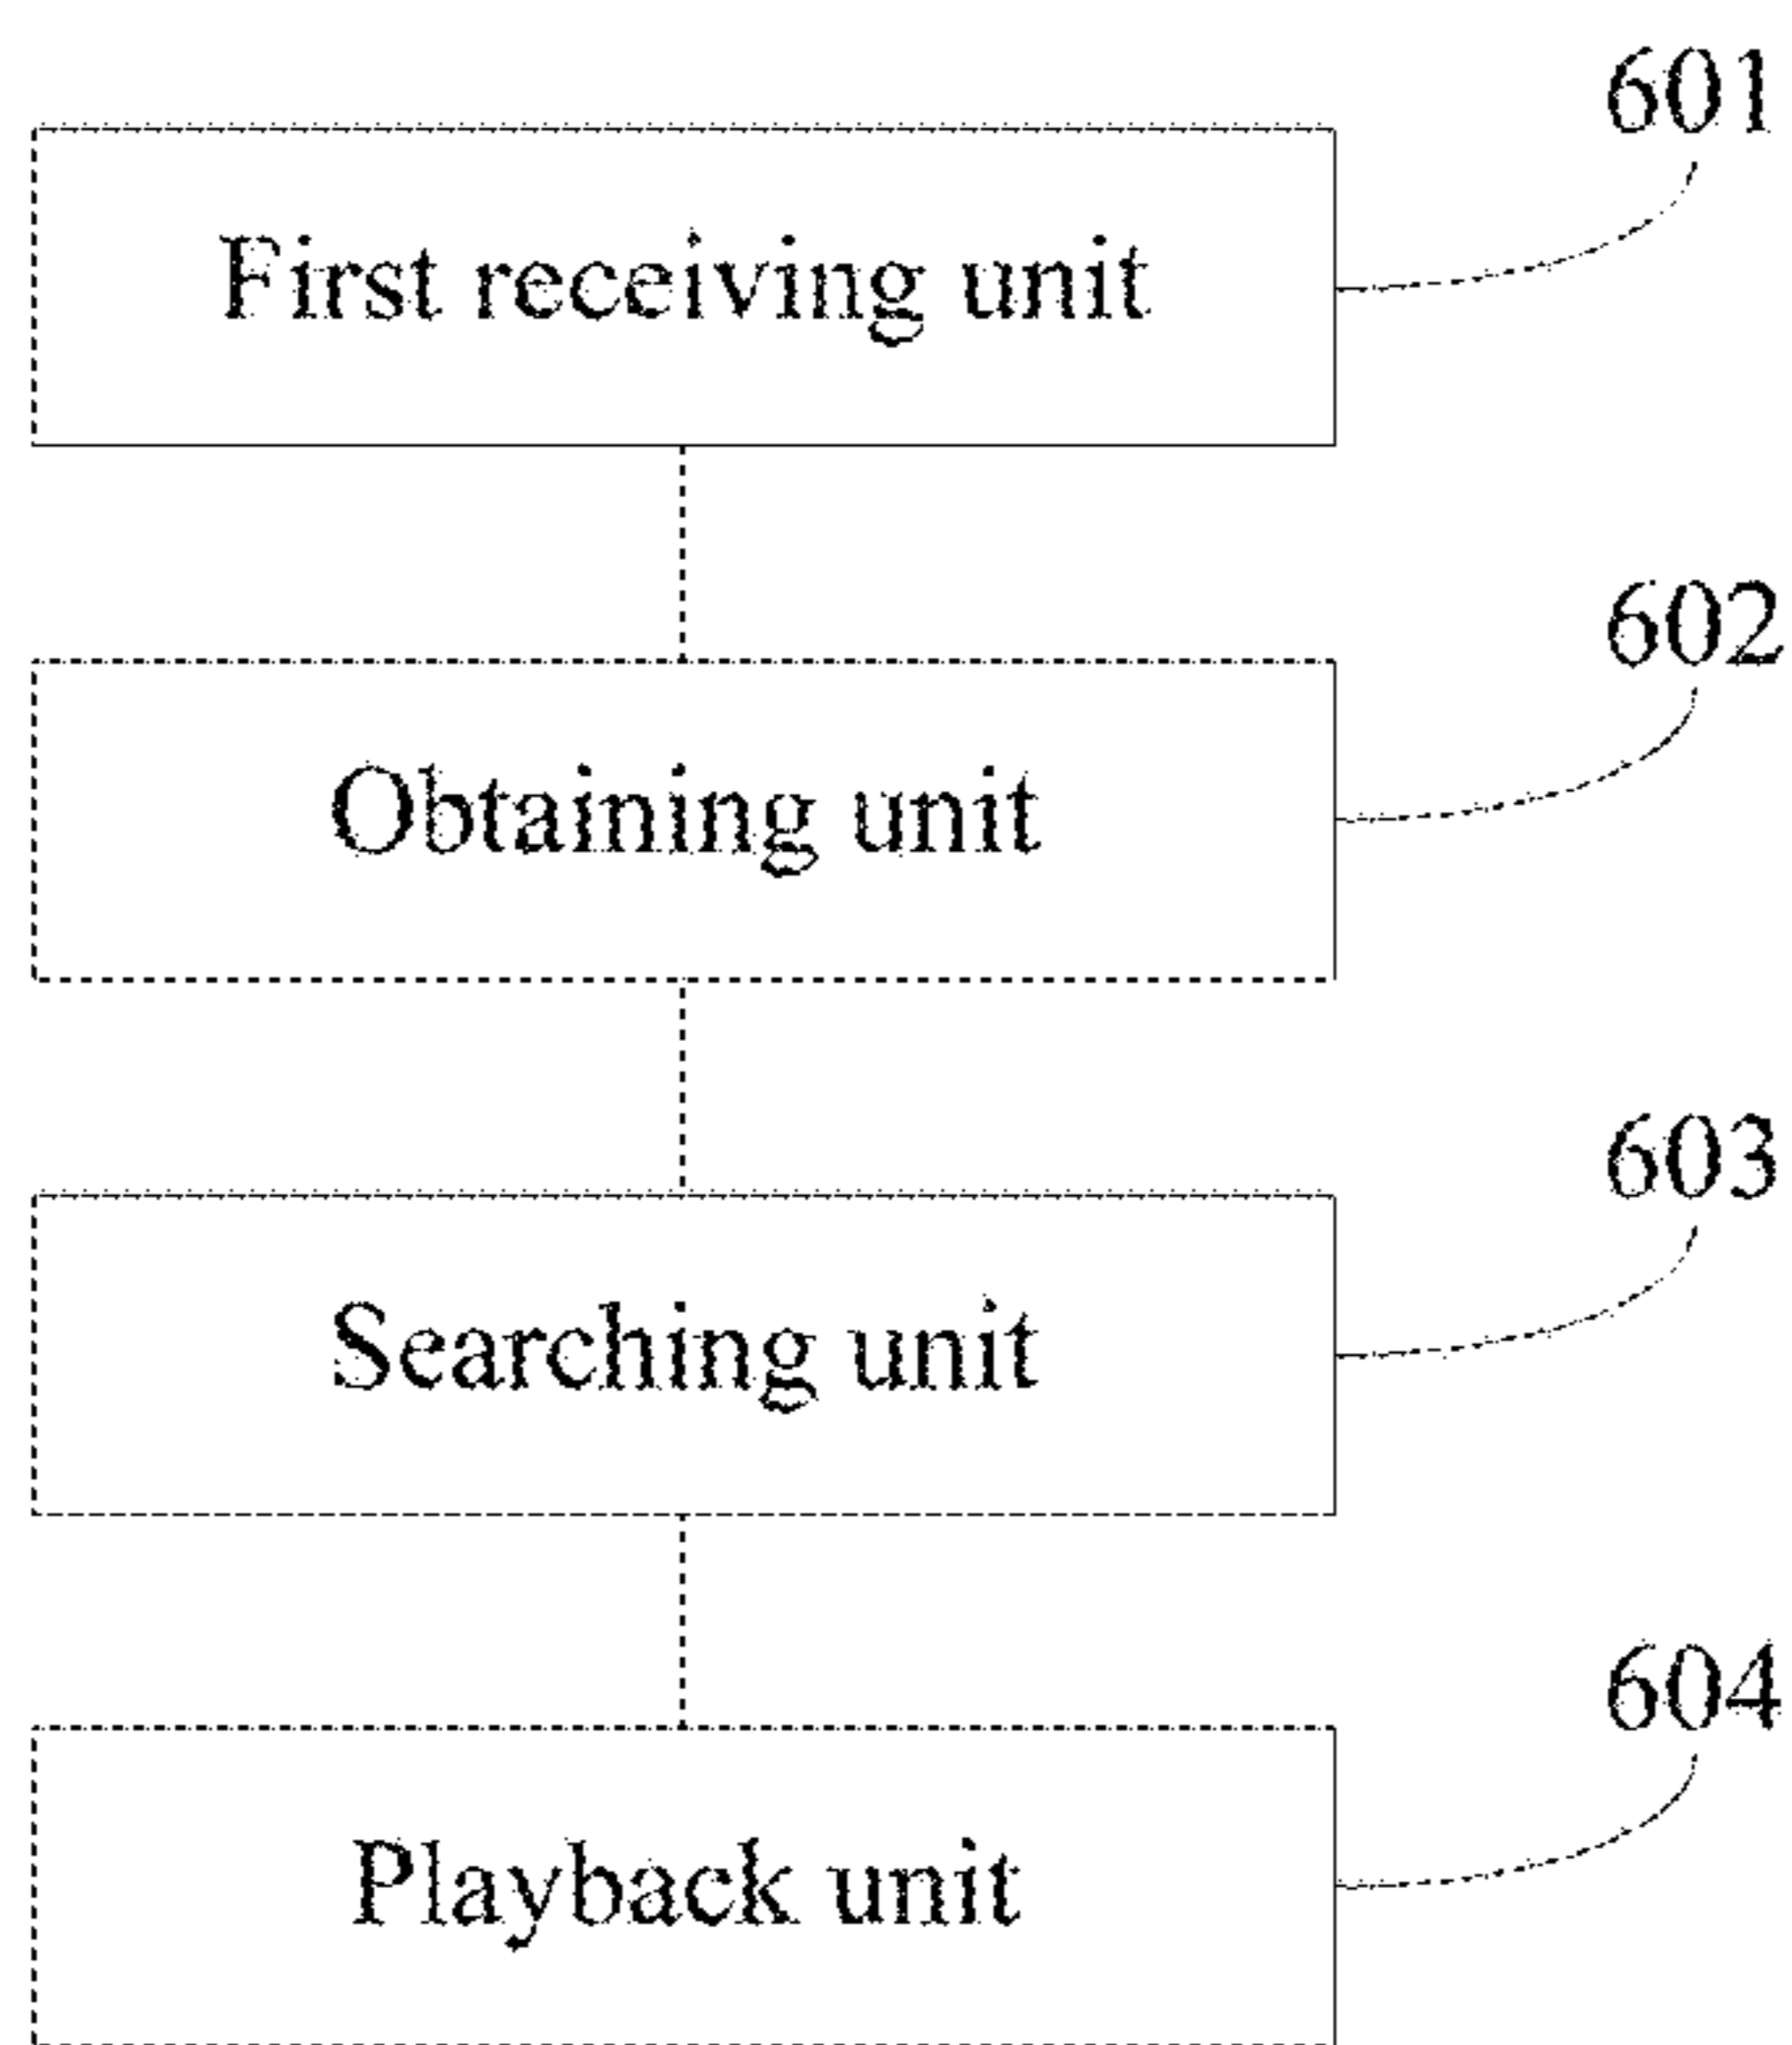 601
First receiving unit
602
Obtaining unit
603
Searching unit
604
Playback unit